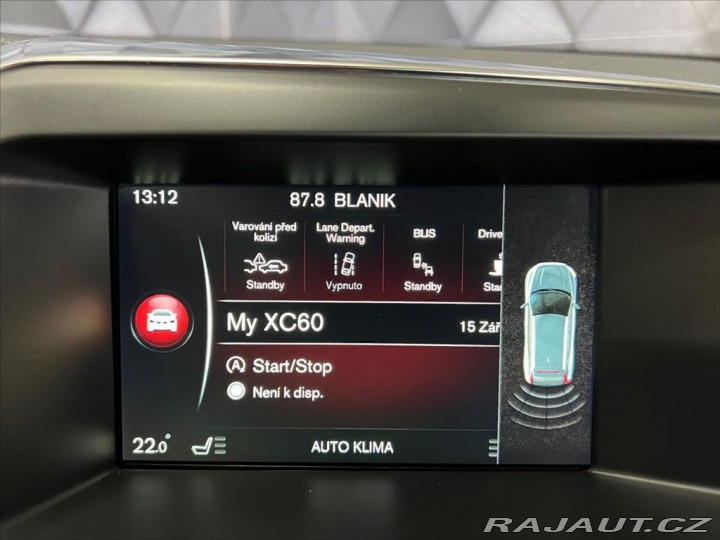 13:12 87.8 BLANIK
Varování před kolizí
Standby
Lane Depart. Warning
Vypnuto
BLIS
Standby
My XC60 15
Start/Stop
Není k disp.
22.0° AUTO KLIMA
RAJAUT.CZ